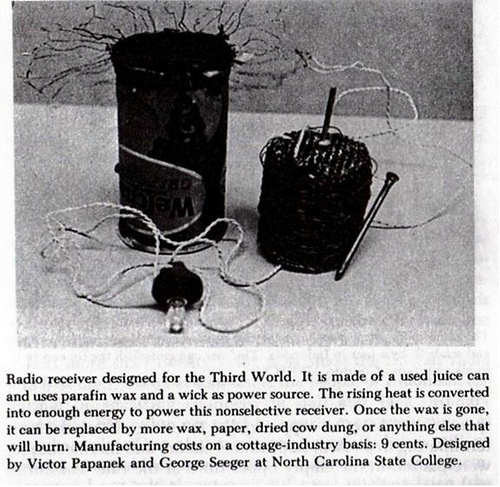 Radio receiver designed for the Third World. It is made of a used juice can
and uses parafin wax and a wick as power source. The rising heat is converted
into enough energy to power this nonselective receiver. Once the wax is gone,
it can be replaced by more wax, paper, dried cow dung, or anything else that
will burn. Manufacturing costs on a cottage-industry basis: 9 cents. Designed
by Victor Papanek and George Seeger at North Carolina State College.